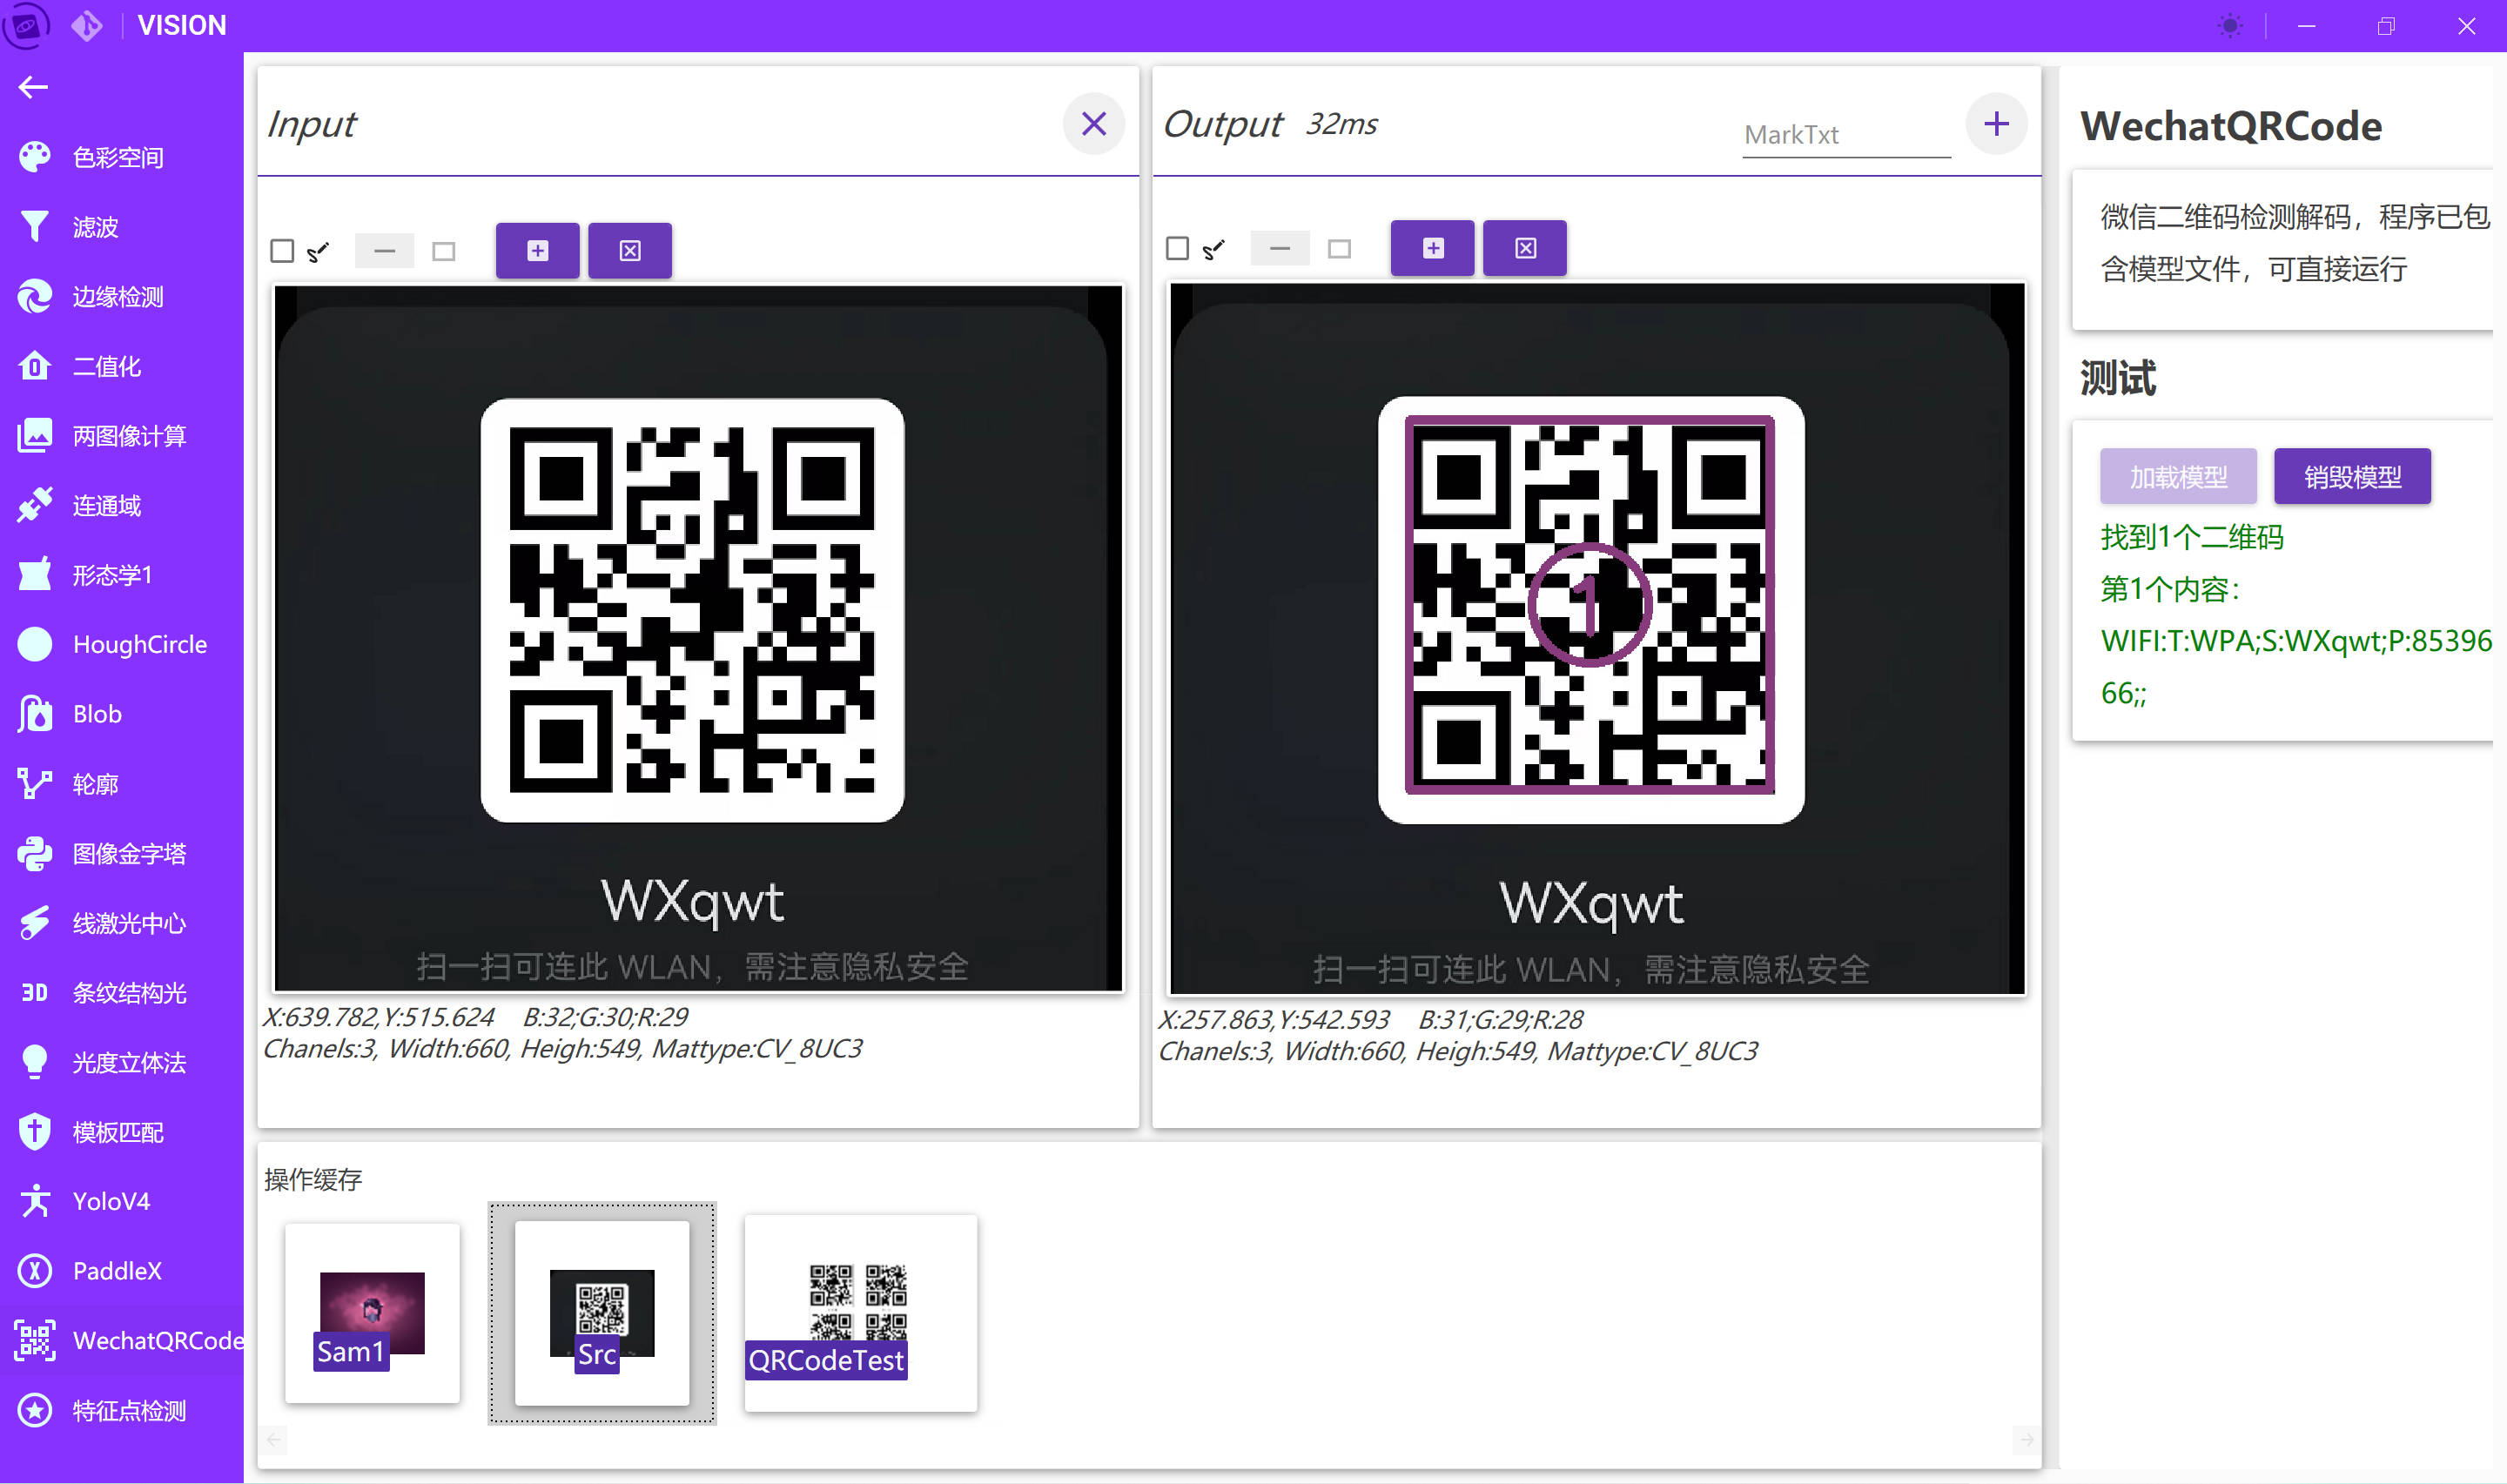 VISION
色彩空间
滤波
边缘检测
二值化
两图像计算
连通域
形态学1
HoughCircle
Blob
轮廓
图像金字塔
线激光中心
3D 条纹结构光
光度立体法
模板匹配
YoloV4
PaddleX
WechatQRCode
特征点检测
Input
WXqwt
扫一扫可连此 WLAN，需注意隐私安全
X:639.782,Y:515.624 B:32;G:30;R:29
Chanels:3, Width:660, Heigh:549, Mattype:CV_8UC3
Output 32ms
MarkTxt
1
WXqwt
扫一扫可连此 WLAN，需注意隐私安全
X:257.863,Y:542.593 B:31;G:29;R:28
Chanels:3, Width:660, Heigh:549, Mattype:CV_8UC3
操作缓存
Sam1
Src
QRCodeTest
WechatQRCode
微信二维码检测解码，程序已包
含模型文件，可直接运行
测试
加载模型 销毁模型
找到1个二维码
第1个内容：
WIFI:T:WPA;S:WXqwt;P:85396
66;;